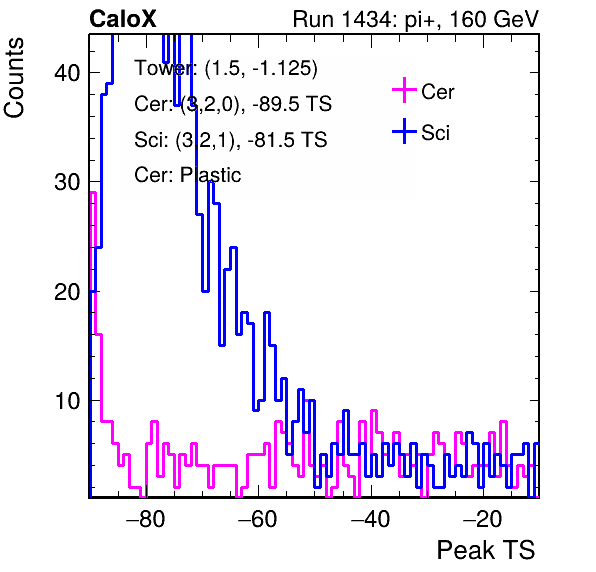 CaloX Run 1434: pi+, 160 GeV
Counts
Tower: (1.5, -1.125)
Cer: (3,2,0), -89.5 TS
Sci: (3,2,1), -81.5 TS
Cer: Plastic
Cer
Sci
40
30
20
10
−80 −60 −40 −20
Peak TS